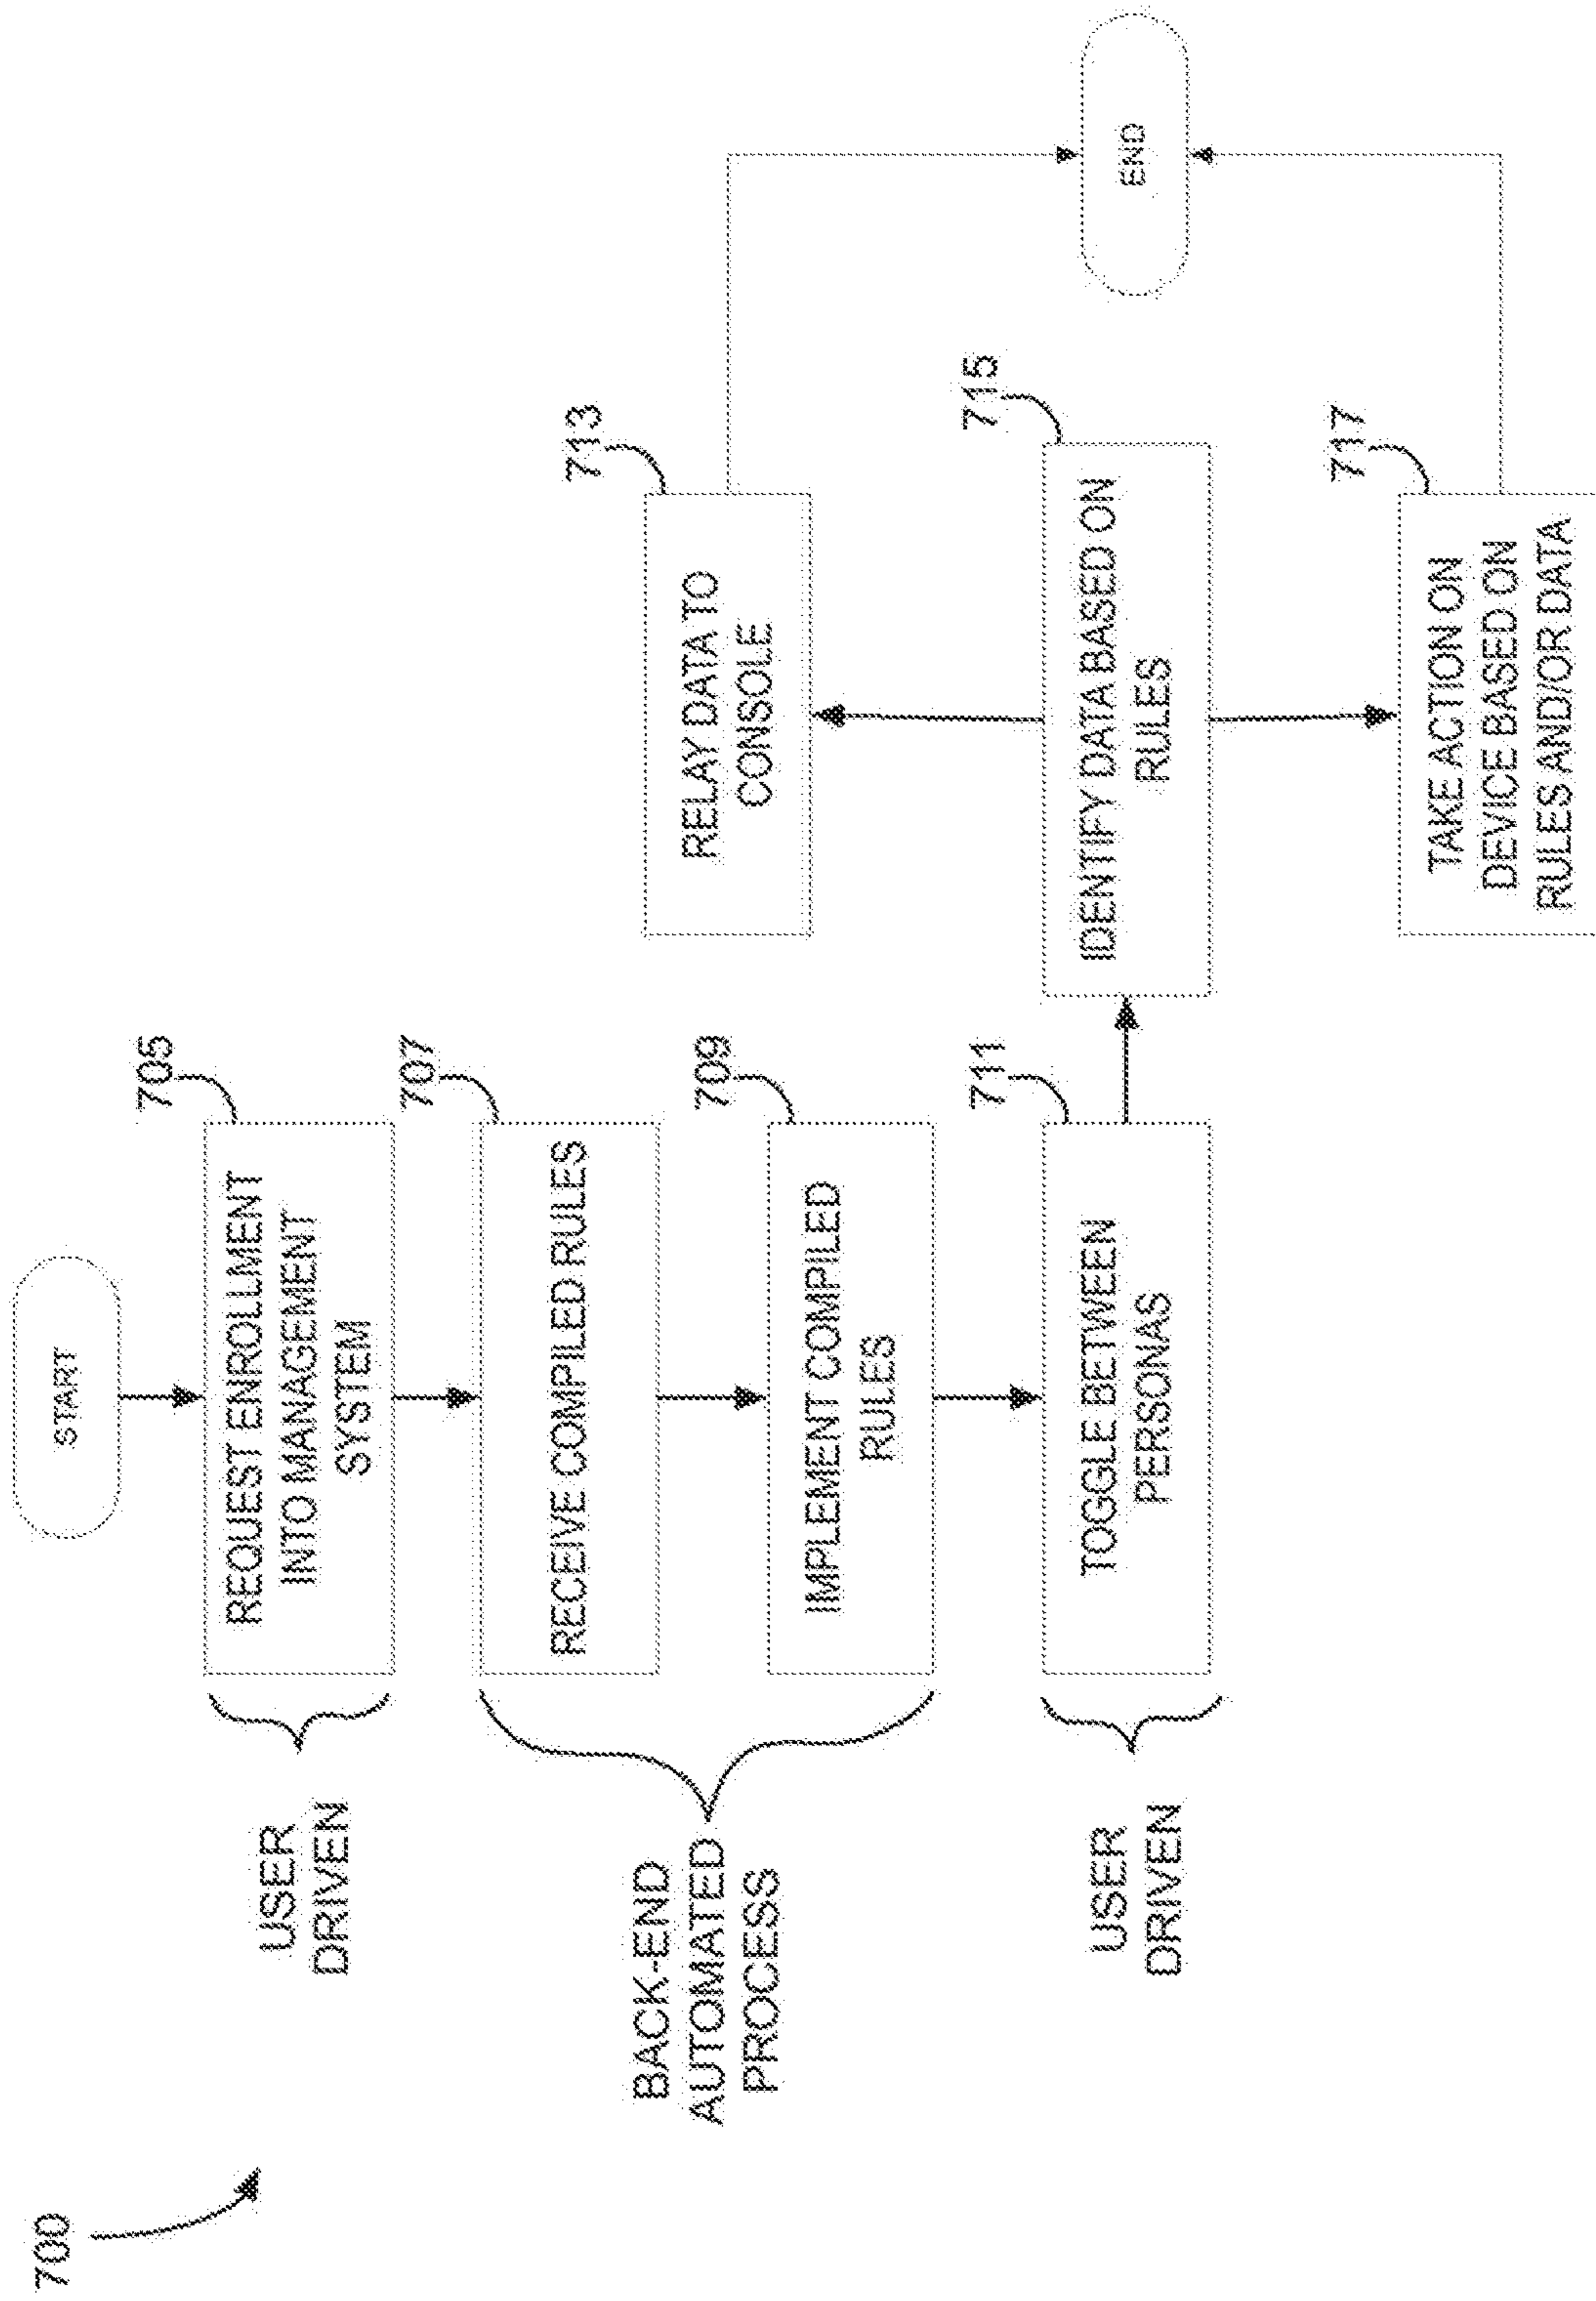 700
START
USER
DRIVEN
REQUEST ENROLLMENT
INTO MANAGEMENT
SYSTEM
705
BACK-END
AUTOMATED
PROCESS
RECEIVE COMPILED RULES
707
IMPLEMENT COMPILED
RULES
709
USER
DRIVEN
TOGGLE BETWEEN
PERSONAS
711
RELAY DATA TO
CONSOLE
713
IDENTIFY DATA BASED ON
RULES
715
TAKE ACTION ON
DEVICE BASED ON
RULES AND/OR DATA
717
END